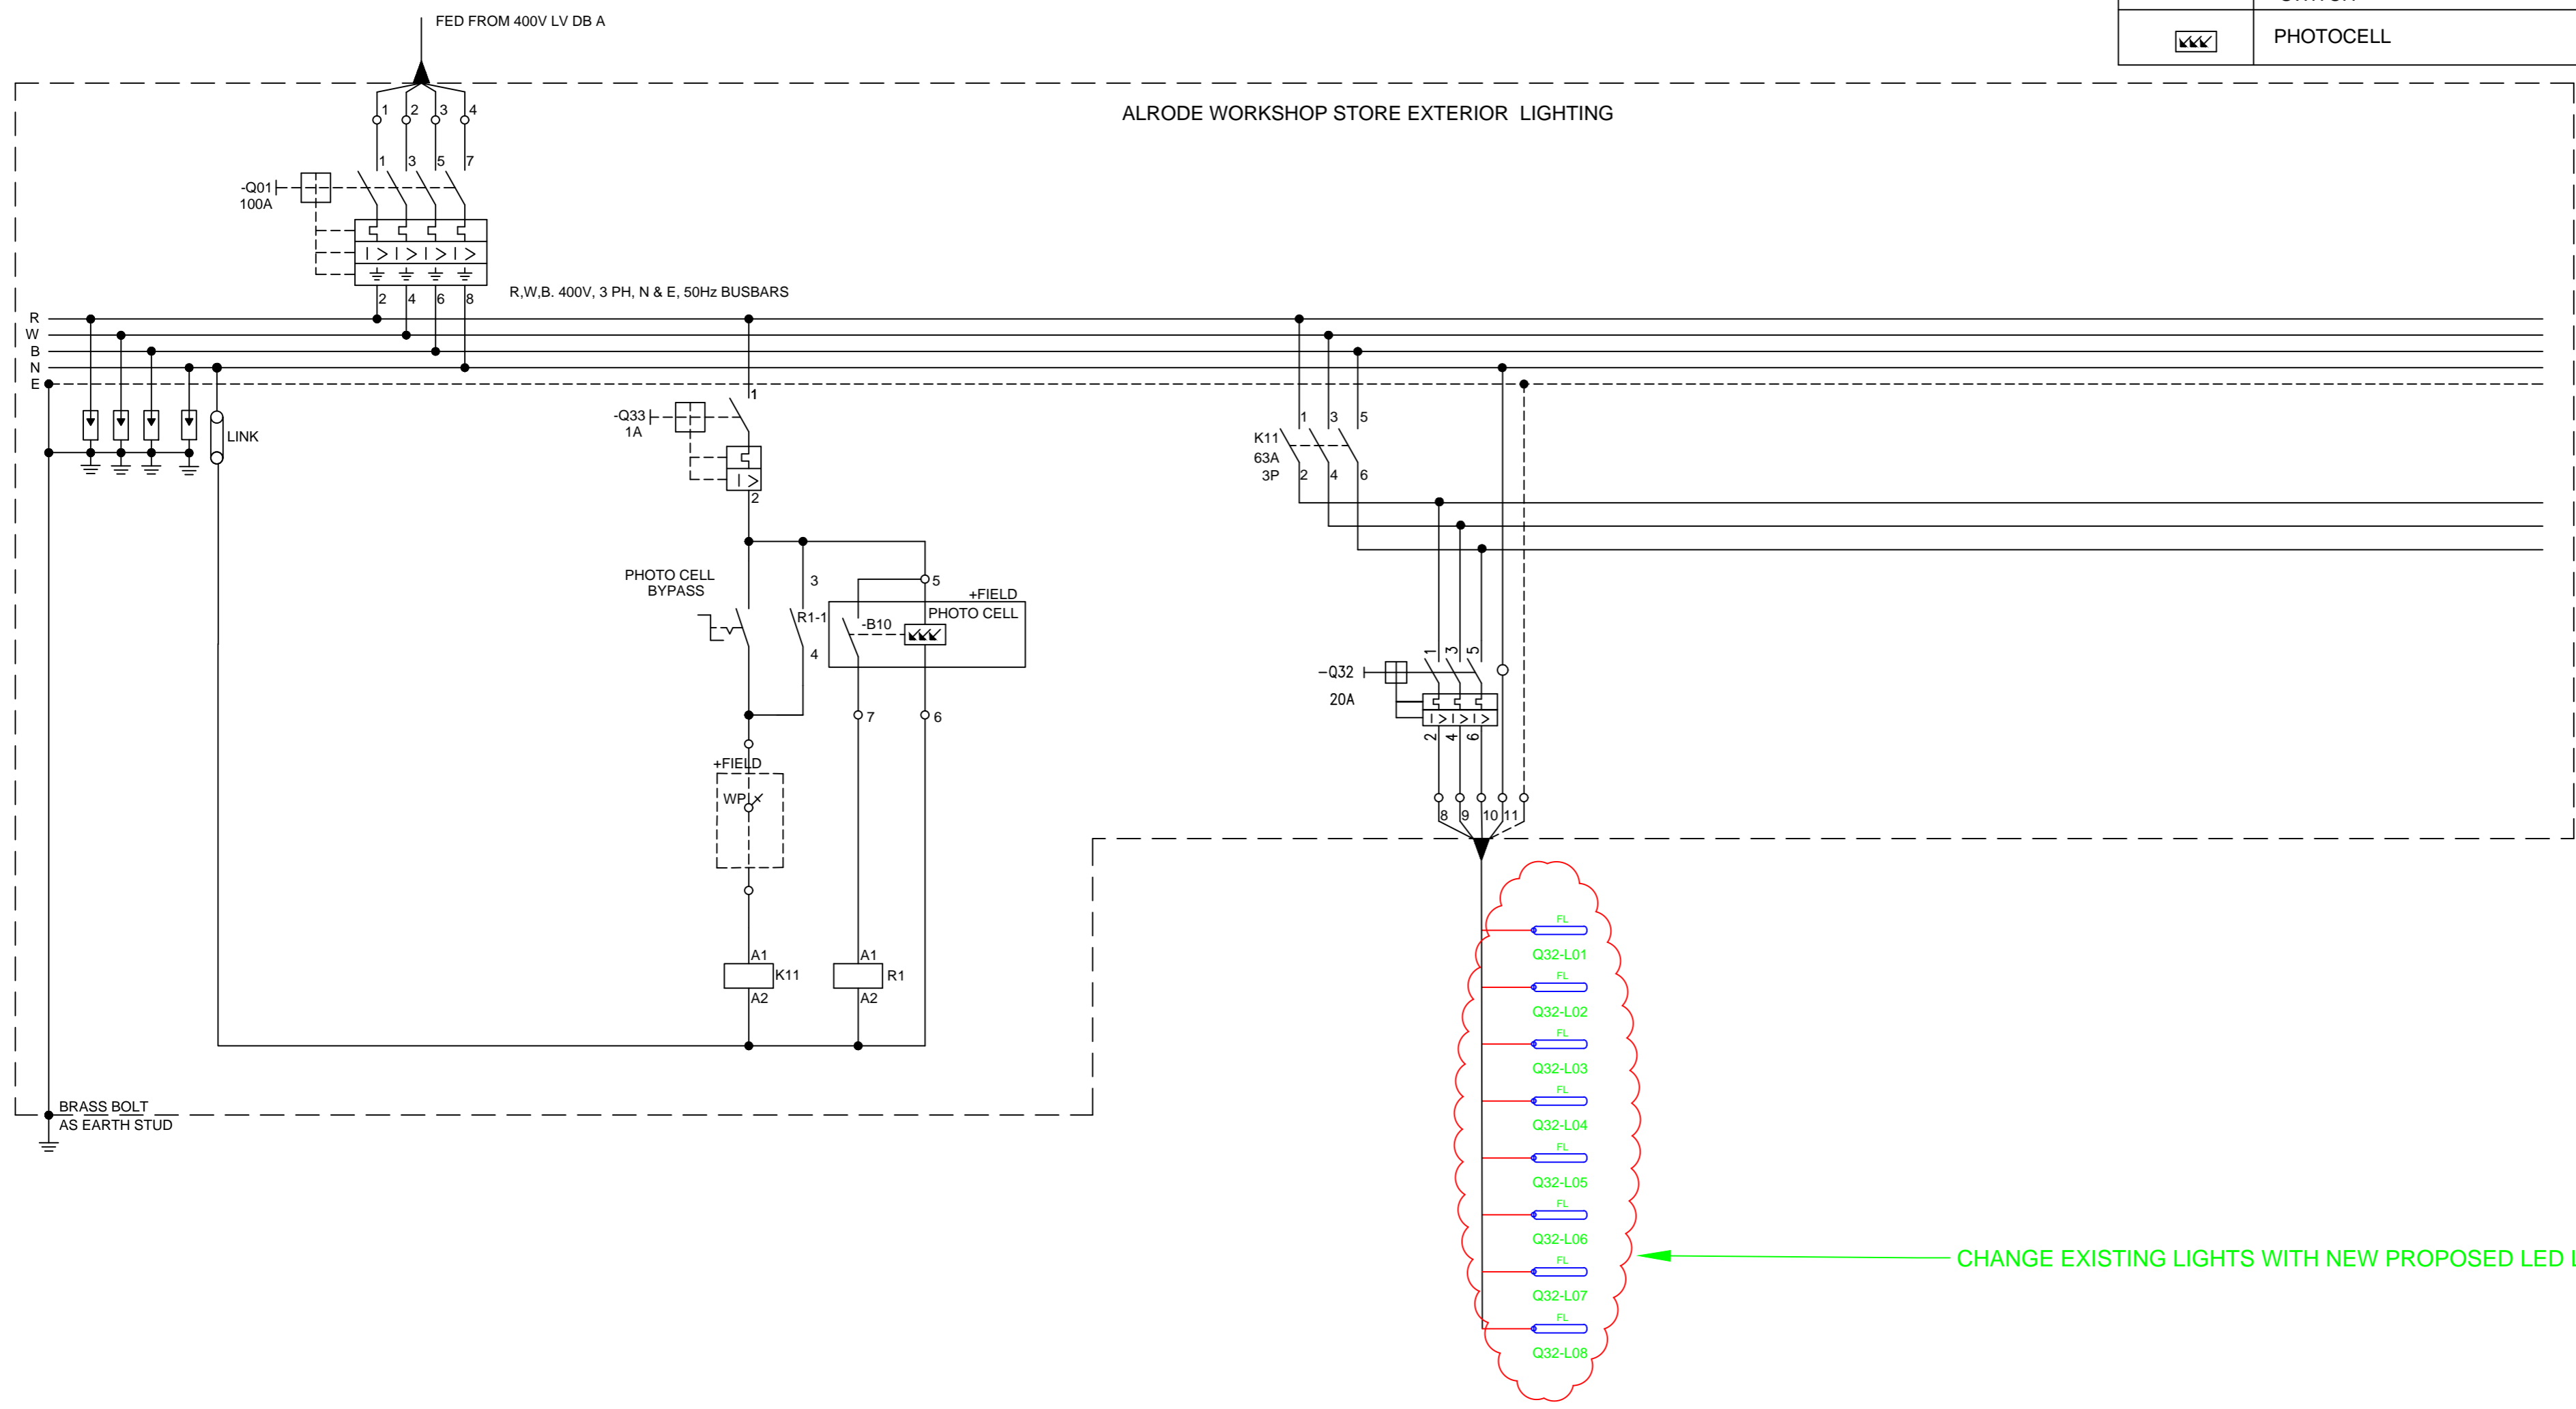 FED FROM 400V LV DB A
PHOTOCELL
ALRODE WORKSHOP STORE EXTERIOR LIGHTING
1 2 3 4
1 3 5 7
-Q01
100A
I > I > I > I >
2 4 6 8
R,W,B. 400V, 3 PH, N & E, 50Hz BUSBARS
R
W
B
N
E
LINK
1
-Q33
1A
I >
2
1 3 5
K11
63A
3P
2 4 6
PHOTO CELL
BYPASS
3
R1-1
4
5
+FIELD
PHOTO CELL
-B10
7
6
+FIELD
WP
A1
K11
A2
A1
R1
A2
1 3 5
-Q32
20A
I > I > I >
2 4 6
8 9 10 11
BRASS BOLT
AS EARTH STUD
FL
Q32-L01
FL
Q32-L02
FL
Q32-L03
FL
Q32-L04
FL
Q32-L05
FL
Q32-L06
FL
Q32-L07
FL
Q32-L08
CHANGE EXISTING LIGHTS WITH NEW PROPOSED LED